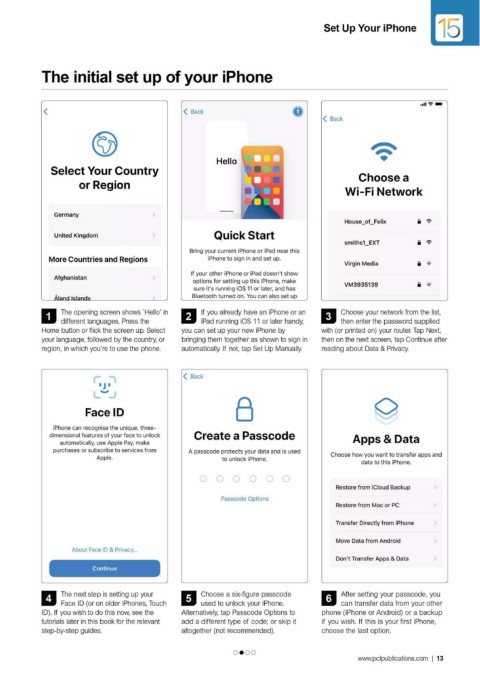 Set Up Your iPhone
15
The initial set up of your iPhone
Select Your Country
or Region
Germany
United Kingdom
More Countries and Regions
Afghanistan
Åland Islands
Back
1
Hello
Quick Start
Bring your current iPhone or iPad near this
iPhone to sign in and set up.
If your other iPhone or iPad doesn't show
options for setting up this iPhone, make
sure it's running iOS 11 or later, and has
Bluetooth turned on. You can also set up
Back
Choose a
Wi-Fi Network
House_of_Felix
smiths1_EXT
Virgin Media
VM3935139
1 The opening screen shows 'Hello' in
different languages. Press the
Home button or flick the screen up. Select
your language, followed by the country, or
region, in which you're to use the phone.
2 If you already have an iPhone or an
iPad running iOS 11 or later handy,
you can set up your new iPhone by
bringing them together as shown to sign in
automatically. If not, tap Set Up Manually.
3 Choose your network from the list,
then enter the password supplied
with (or printed on) your router. Tap Next,
then on the next screen, tap Continue after
reading about Data & Privacy.
Face ID
iPhone can recognise the unique, three-
dimensional features of your face to unlock
automatically, use Apple Pay, make
purchases or subscribe to services from
Apple.
About Face ID & Privacy...
Continue
Back
Create a Passcode
A passcode protects your data and is used
to unlock iPhone.
Passcode Options
Apps & Data
Choose how you want to transfer apps and
data to this iPhone.
Restore from iCloud Backup
Restore from Mac or PC
Transfer Directly from iPhone
Move Data from Android
Don't Transfer Apps & Data
4 The next step is setting up your
Face ID (or on older iPhones, Touch
ID). If you wish to do this now, see the
tutorials later in this book for the relevant
step-by-step guides.
5 Choose a six-figure passcode
used to unlock your iPhone.
Alternatively, tap Passcode Options to
add a different type of code; or skip it
altogether (not recommended).
6 After setting your passcode, you
can transfer data from your other
phone (iPhone or Android) or a backup
if you wish. If this is your first iPhone,
choose the last option.
www.pclpublications.com | 13